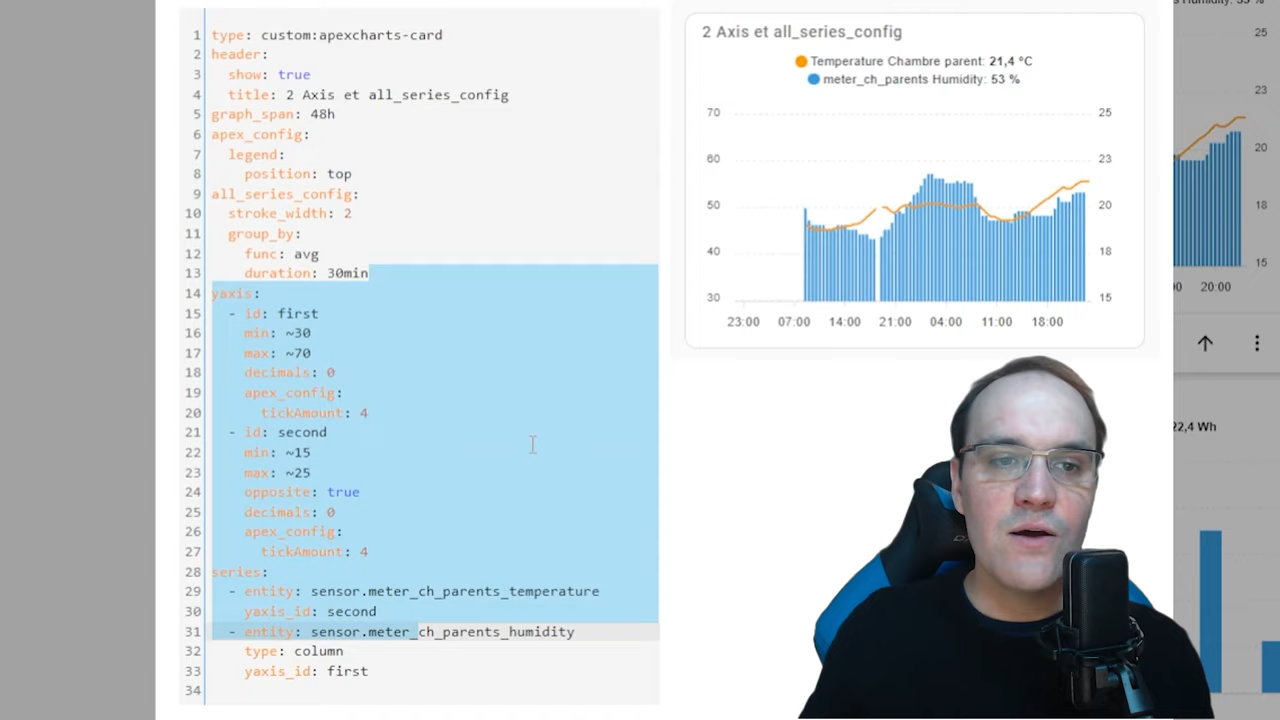 1 type: custom:apexcharts-card
2 header:
3 show: true
4 title: 2 Axis et all_series_config
5 graph_span: 48h
6 apex_config:
7 legend:
8 position: top
9 all_series_config:
10 stroke_width: 2
11 group_by:
12 func: avg
13 duration: 30min
14 yaxis:
15 - id: first
16 min: ~30
17 max: ~70
18 decimals: 0
19 apex_config:
20 tickAmount: 4
21 - id: second
22 min: ~15
23 max: ~25
24 opposite: true
25 decimals: 0
26 apex_config:
27 tickAmount: 4
28 series:
29 - entity: sensor.meter_ch_parents_temperature
30 yaxis_id: second
31 - entity: sensor.meter_ch_parents_humidity
32 type: column
33 yaxis_id: first
34
2 Axis et all_series_config
Temperature Chambre parent: 21,4 °C
meter_ch_parents Humidity: 53 %
70 25
60 23
50 20
40 18
30 15
23:00 07:00 14:00 21:00 04:00 11:00 18:00
25
23
20
18
15
20:00
22,4 Wh